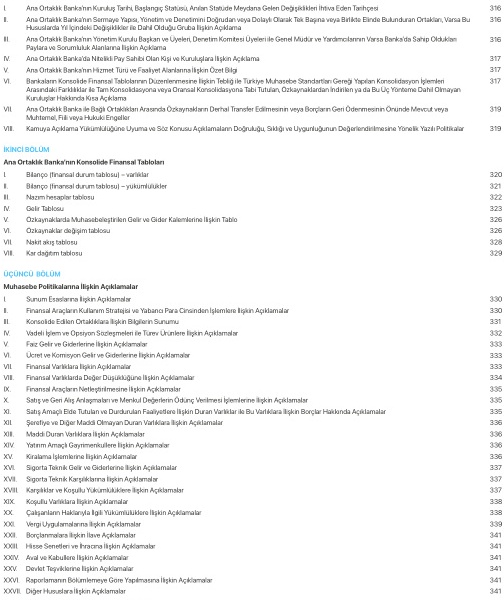 I. Ana Ortaklık Banka'nın Kuruluş Tarihi, Başlangıç Statüsü, Anılan Statüde Meydana Gelen Değişiklikleri İhtiva Eden Tarihçesi 316
II. Ana Ortaklık Banka'nın Sermaye Yapısı, Yönetim ve Denetimini Doğrudan veya Dolaylı Olarak Tek Başına veya Birlikte Elinde Bulunduran Ortakları, Varsa Bu 316
Hususlarda Yıl İçindeki Değişiklikler ile Dahil Olduğu Gruba İlişkin Açıklama
III. Ana Ortaklık Banka'nın Yönetim Kurulu Başkan ve Üyeleri, Denetim Komitesi Üyeleri ile Genel Müdür ve Yardımcılarının Varsa Banka'da Sahip Oldukları 316
Paylara ve Sorumluluk Alanlarına İlişkin Açıklama
IV. Ana Ortaklık Banka'da Nitelikli Pay Sahibi Olan Kişi ve Kuruluşlara İlişkin Açıklama 317
V. Ana Ortaklık Banka'nın Hizmet Türü ve Faaliyet Alanlarına İlişkin Özet Bilgi 317
VI. Bankaların Konsolide Finansal Tablolarının Düzenlenmesine İlişkin Tebliğ ile Türkiye Muhasebe Standartları Gereği Yapılan Konsolidasyon İşlemleri 317
Arasındaki Farklılıklar ile Tam Konsolidasyona veya Oransal Konsolidasyona Tabi Tutulan, Özkaynaklardan İndirilen ya da Bu Üç Yönteme Dahil Olmayan
Kuruluşlar Hakkında Kısa Açıklama
VII. Ana Ortaklık Banka ile Bağlı Ortaklıkları Arasında Özkaynakların Derhal Transfer Edilmesinin veya Borçların Geri Ödenmesinin Önünde Mevcut veya 319
Muhtemel, Fiili veya Hukuki Engeller
VIII. Kamuya Açıklama Yükümlülüğüne Uyuma ve Söz Konusu Açıklamaların Doğruluğu, Sıklığı ve Uygunluğunun Değerlendirilmesine Yönelik Yazılı Politikalar 319
İKİNCİ BÖLÜM
Ana Ortaklık Banka'nın Konsolide Finansal Tabloları
I. Bilanço (finansal durum tablosu) – varlıklar 320
II. Bilanço (finansal durum tablosu) – yükümlülükler 321
III. Nazım hesaplar tablosu 322
IV. Gelir Tablosu 323
V. Özkaynaklarda Muhasebeleştirilen Gelir ve Gider Kalemlerine İlişkin Tablo 326
VI. Özkaynaklar değişim tablosu 326
VII. Nakit akış tablosu 328
VIII. Kar dağıtım tablosu 329
ÜÇÜNCÜ BÖLÜM
Muhasebe Politikalarına İlişkin Açıklamalar
I. Sunum Esaslarına İlişkin Açıklamalar 330
II. Finansal Araçların Kullanım Stratejisi ve Yabancı Para Cinsinden İşlemlere İlişkin Açıklamalar 330
III. Konsolide Edilen Ortaklıklara İlişkin Bilgilerin Sunumu 331
IV. Vadeli İşlem ve Opsiyon Sözleşmeleri ile Türev Ürünlere İlişkin Açıklamalar 332
V. Faiz Gelir ve Giderlerine İlişkin Açıklamalar 333
VI. Ücret ve Komisyon Gelir ve Giderlerine İlişkin Açıklamalar 333
VII. Finansal Varlıklara İlişkin Açıklamalar 333
VIII. Finansal Varlıklarda Değer Düşüklüğüne İlişkin Açıklamalar 334
IX. Finansal Araçların Netleştirilmesine İlişkin Açıklamalar 335
X. Satış ve Geri Alış Anlaşmaları ve Menkul Değerlerin Ödünç Verilmesi İşlemlerine İlişkin Açıklamalar 335
XI. Satış Amaçlı Elde Tutulan ve Durdurulan Faaliyetlere İlişkin Duran Varlıklar ile Bu Varlıklara İlişkin Borçlar Hakkında Açıklamalar 335
XII. Şerefiye ve Diğer Maddi Olmayan Duran Varlıklara İlişkin Açıklamalar 336
XIII. Maddi Duran Varlıklara İlişkin Açıklamalar 336
XIV. Yatırım Amaçlı Gayrimenkullere İlişkin Açıklamalar 336
XV. Kiralama İşlemlerine İlişkin Açıklamalar 336
XVI. Sigorta Teknik Gelir ve Giderlerine İlişkin Açıklamalar 337
XVII. Sigorta Teknik Karşılıklarına İlişkin Açıklamalar 337
XVIII. Karşılıklar ve Koşullu Yükümlülüklere İlişkin Açıklamalar 337
XIX. Koşullu Varlıklara İlişkin Açıklamalar 338
XX. Çalışanların Haklarıyla İlgili Yükümlülüklere İlişkin Açıklamalar 338
XXI. Vergi Uygulamalarına İlişkin Açıklamalar 339
XXII. Borçlanmalara İlişkin İlave Açıklamalar 341
XXIII. Hisse Senetleri ve İhracına İlişkin Açıklamalar 341
XXIV. Aval ve Kabullere İlişkin Açıklamalar 341
XXV. Devlet Teşviklerine İlişkin Açıklamalar 341
XXVI. Raporlamanın Bölümlemeye Göre Yapılmasına İlişkin Açıklamalar 341
XXVII. Diğer Hususlara İlişkin Açıklamalar 341